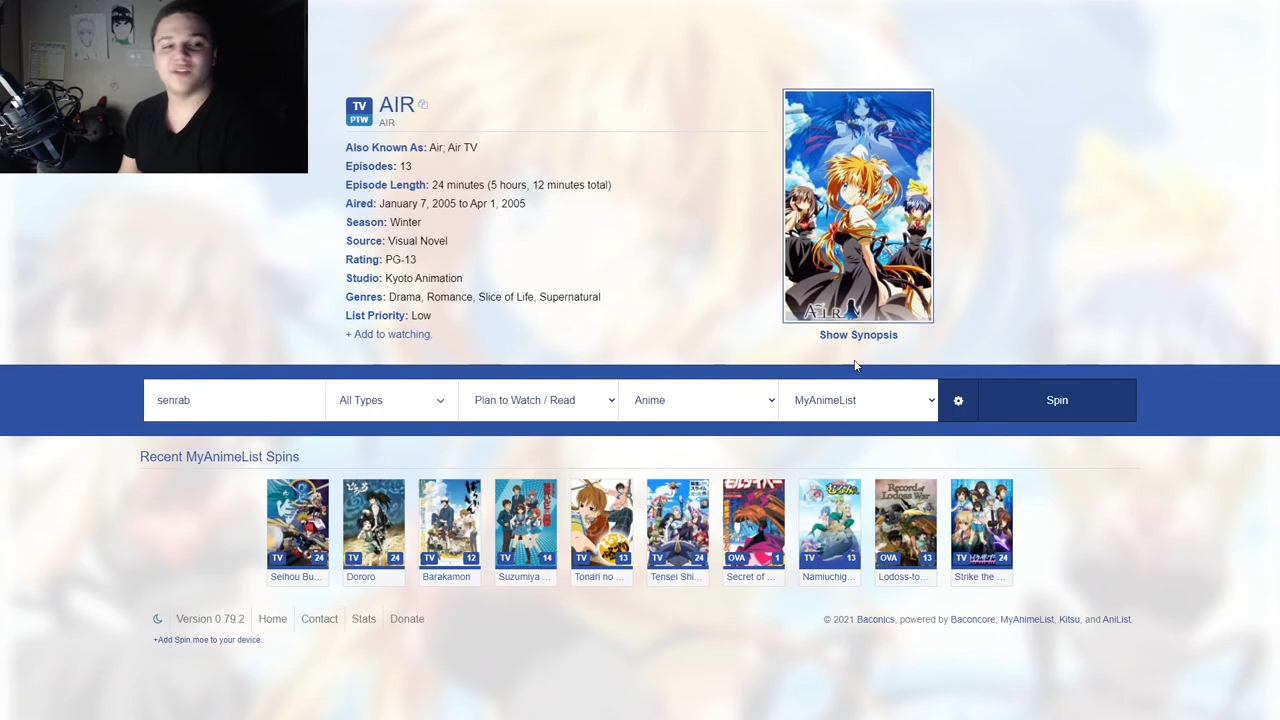 TV
PTW
AIR
AIR
Also Known As: Air; Air TV
Episodes: 13
Episode Length: 24 minutes (5 hours, 12 minutes total)
Aired: January 7, 2005 to Apr 1, 2005
Season: Winter
Source: Visual Novel
Rating: PG-13
Studio: Kyoto Animation
Genres: Drama, Romance, Slice of Life, Supernatural
List Priority: Low
+ Add to watching.
AIR
Show Synopsis
senrab All Types Plan to Watch / Read Anime MyAnimeList Spin
Recent MyAnimeList Spins
Record of
Lodoss War
TV 24 TV 24 TV 12 TV 14 TV 13 TV 24 OVA 1 TV 13 OVA 13 TV 24
Seihou Bu... Dororo Barakamon Suzumiya ... Tonari no ... Tensei Shi... Secret of ... Namiuchig... Lodoss-to... Strike the ...
Version 0.79.2 Home Contact Stats Donate
© 2021 Baconics, powered by Baconcore, MyAnimeList, Kitsu, and AniList.
+Add Spin.moe to your device.